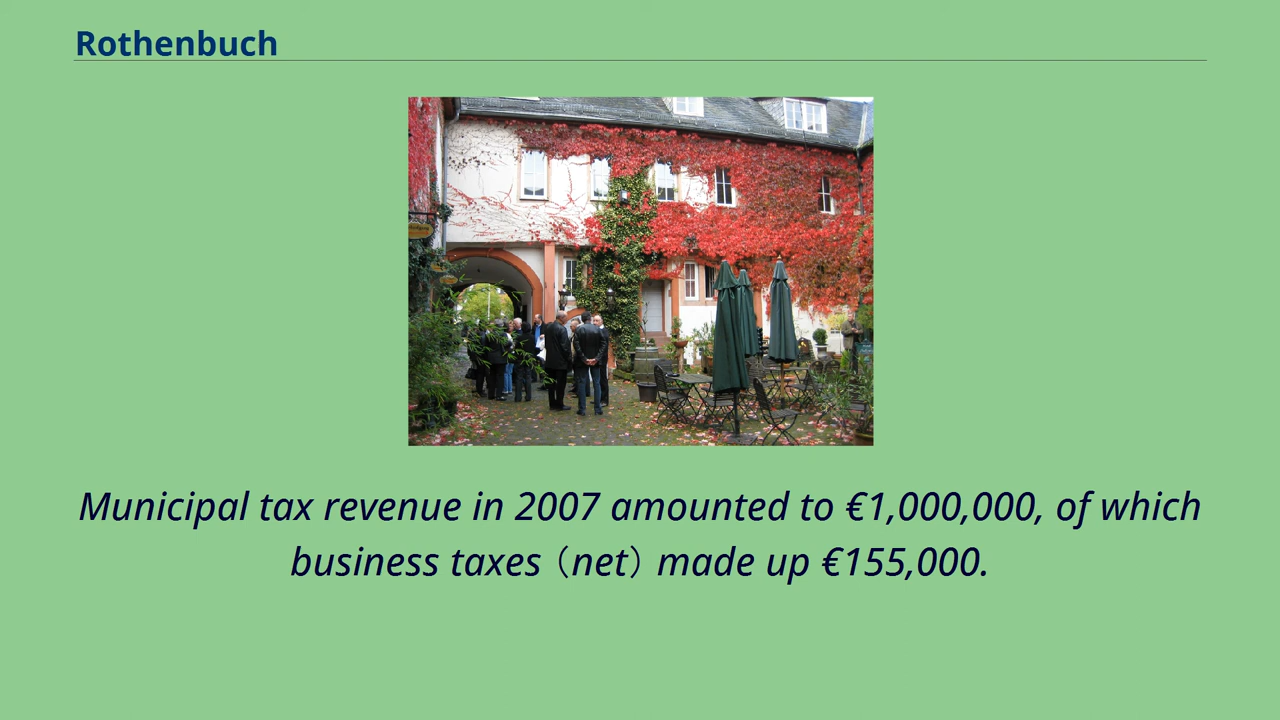 Rothenbuch
Municipal tax revenue in 2007 amounted to €1,000,000, of which
business taxes（net）made up €155,000.